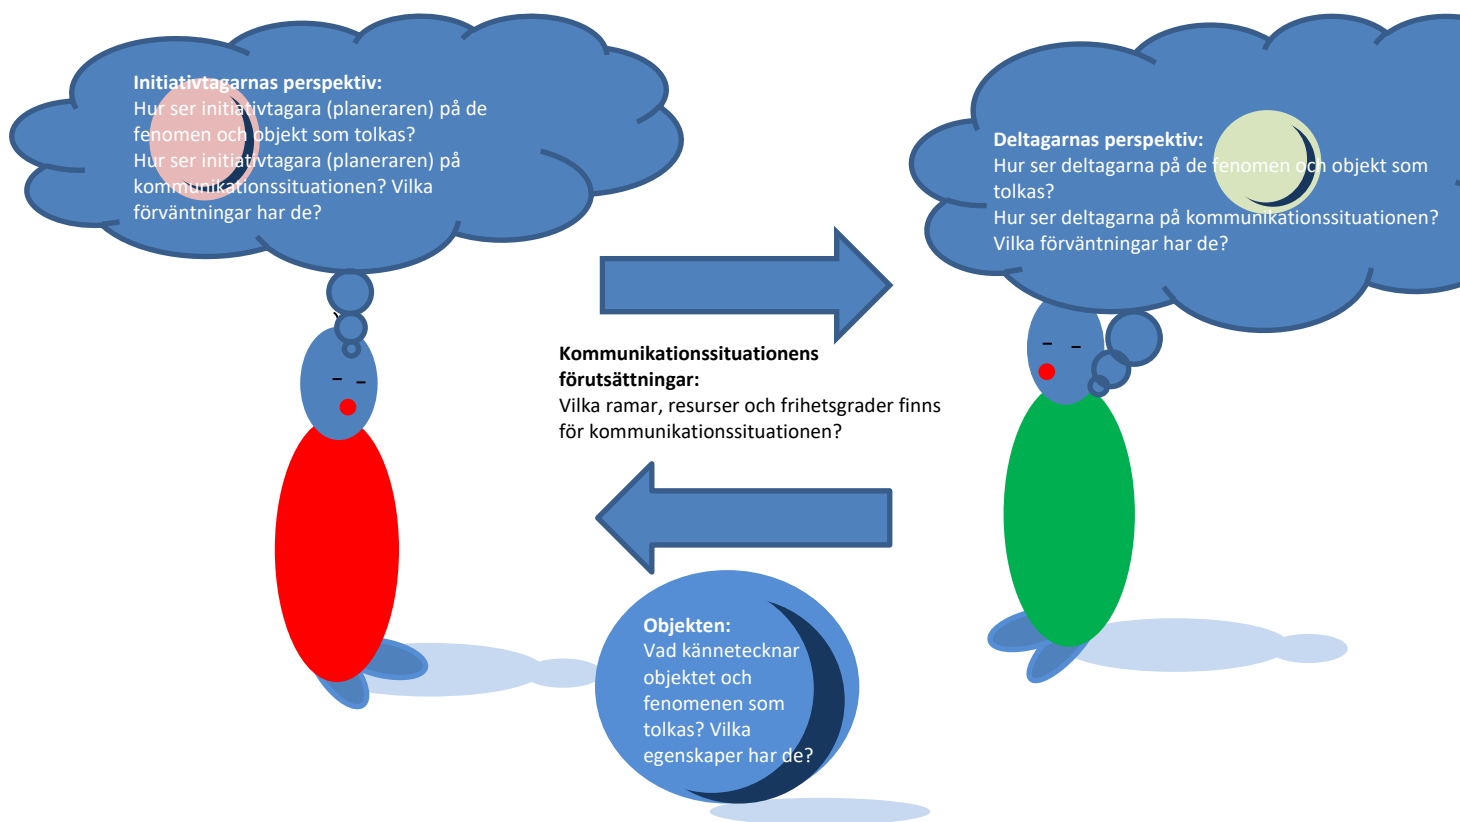 Initiativtagarnas perspektiv:
Hur ser initiativtagara (planeraren) på de
fenomen och objekt som tolkas?
Hur ser initiativtagara (planeraren) på
kommunikationssituationen? Vilka
förväntningar har de?
Deltagarnas perspektiv:
Hur ser deltagarna på de fenomen och objekt som
tolkas?
Hur ser deltagarna på kommunikationssituationen?
Vilka förväntningar har de?
Kommunikationssituationens
förutsättningar:
Vilka ramar, resurser och frihetsgrader finns
för kommunikationssituationen?
Objekten:
Vad kännetecknar
objektet och
fenomenen som
tolkas? Vilka
egenskaper har de?